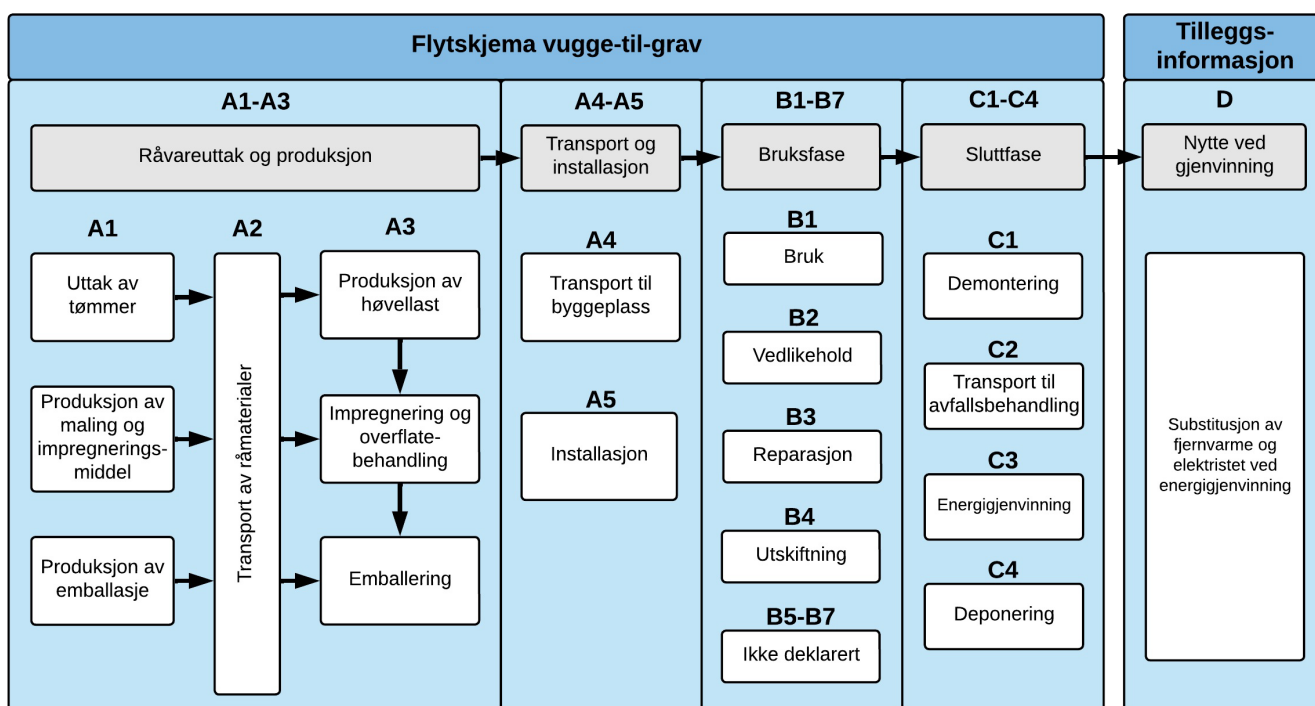 Flytskjema vugge-til-grav
Tilleggs-
informasjon
A1-A3
Råvareuttak og produksjon
A4-A5
Transport og
installasjon
B1-B7
Bruksfase
C1-C4
Sluttfase
D
Nytte ved
gjenvinning
A1
Uttak av
tømmer
Produksjon av
maling og
impregnerings-
middel
Produksjon av
emballasje
A2
Transport av råmaterialer
A3
Produksjon av
høvellast
Impregnering og
overflate-
behandling
Emballering
A4
Transport til
byggeplass
A5
Installasjon
B1
Bruk
B2
Vedlikehold
B3
Reparasjon
B4
Utskiftning
B5-B7
Ikke deklarert
C1
Demontering
C2
Transport til
avfallsbehandling
C3
Energigjenvinning
C4
Deponering
Substitusjon av
fjernvarme og
elektristet ved
energigjenvinning